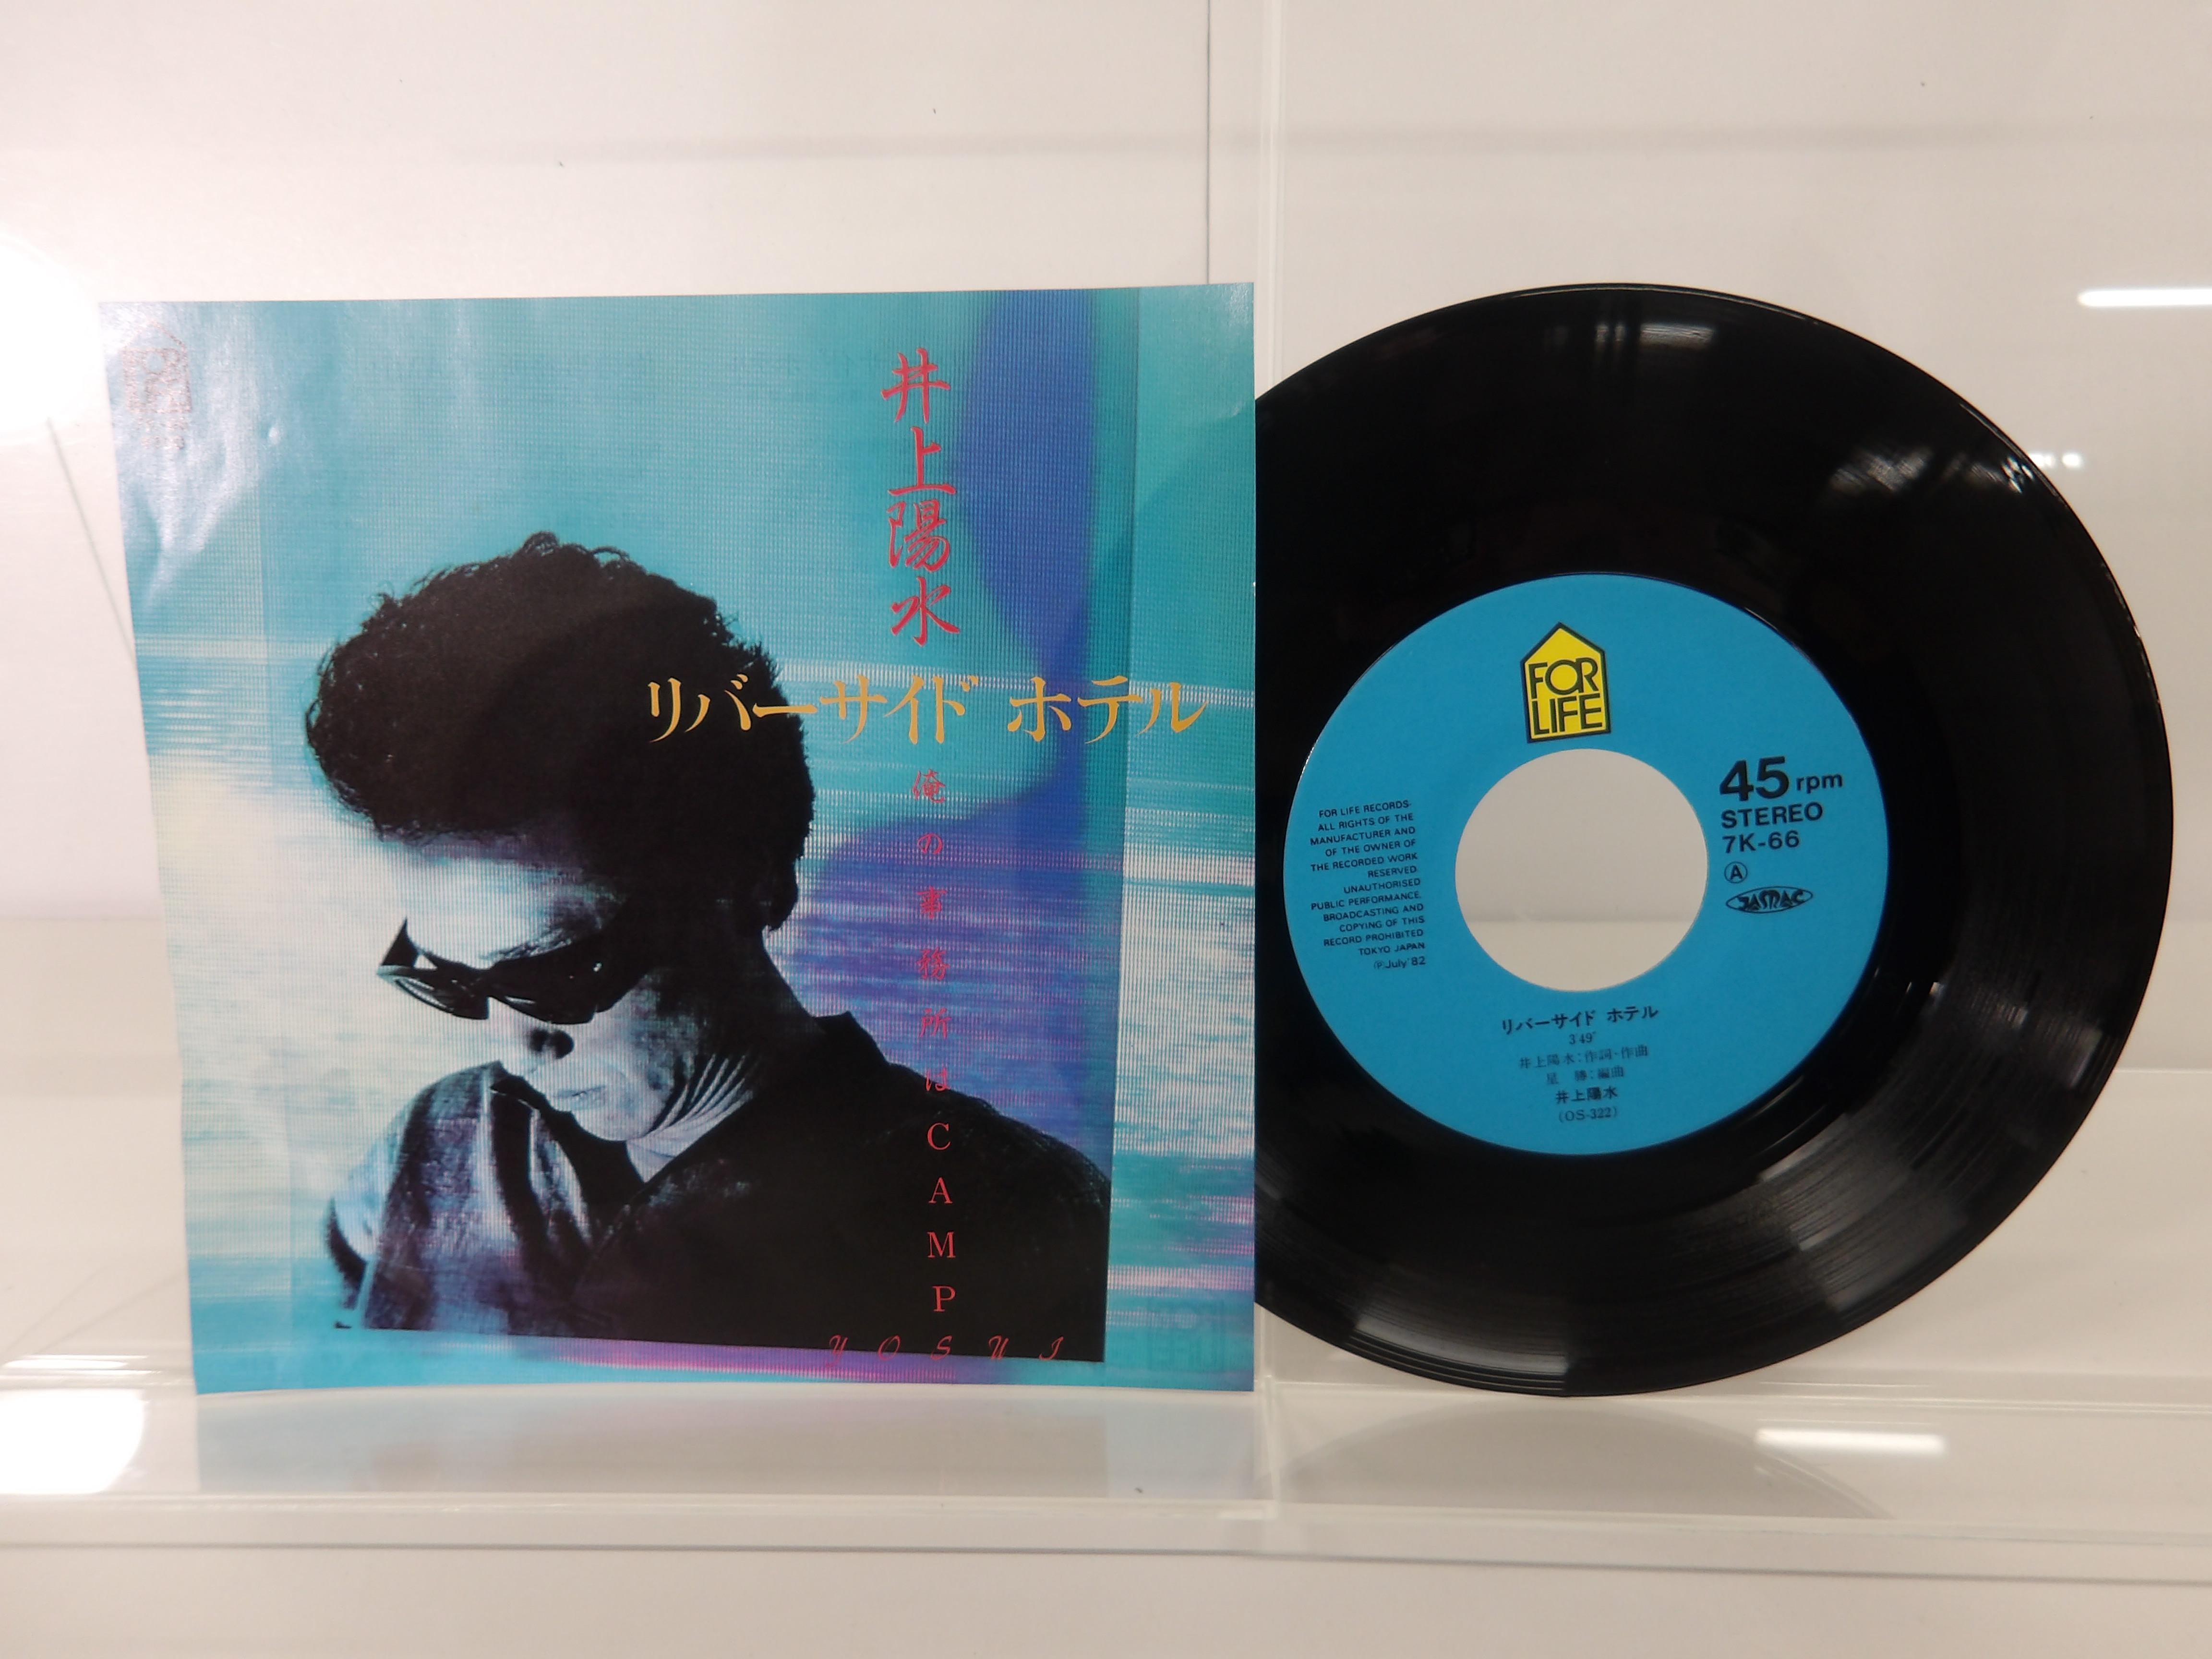 井上陽水
リバーサイド ホテル
俺の事務所はCAMP
YOSUI
FOR
LIFE
45 rpm
STEREO
7K-66
Ⓐ
JASRAC
FOR LIFE RECORDS·
ALL RIGHTS OF THE
MANUFACTURER AND
OF THE OWNER OF
THE RECORDED WORK
RESERVED.
UNAUTHORISED
PUBLIC PERFORMANCE,
BROADCASTING AND
COPYING OF THIS
RECORD PROHIBITED
TOKYO JAPAN
Ⓟ July '82
リバーサイド ホテル
3'49"
井上陽水:作詞・作曲
星 勝:編曲
井上陽水
(OS-322)